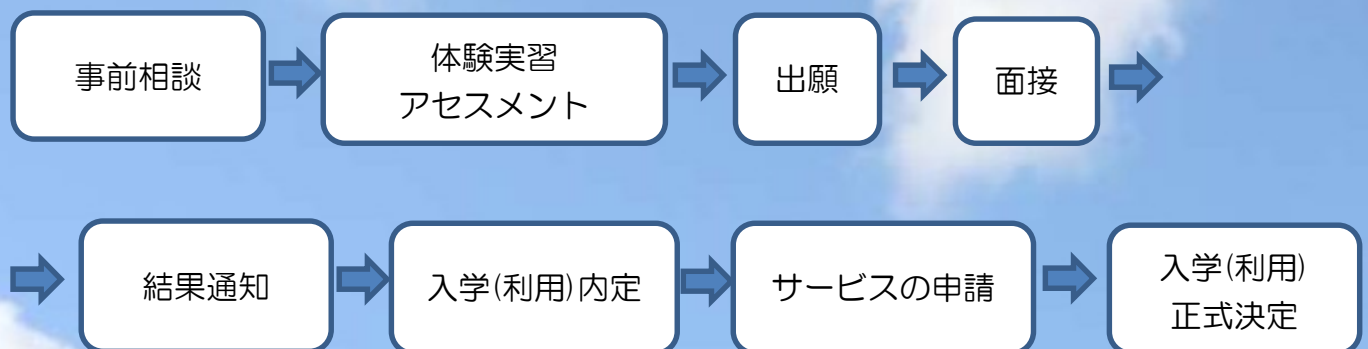 事前相談
体験実習
アセスメント
出願
面接
結果通知
入学(利用)内定
サービスの申請
入学(利用)
正式決定